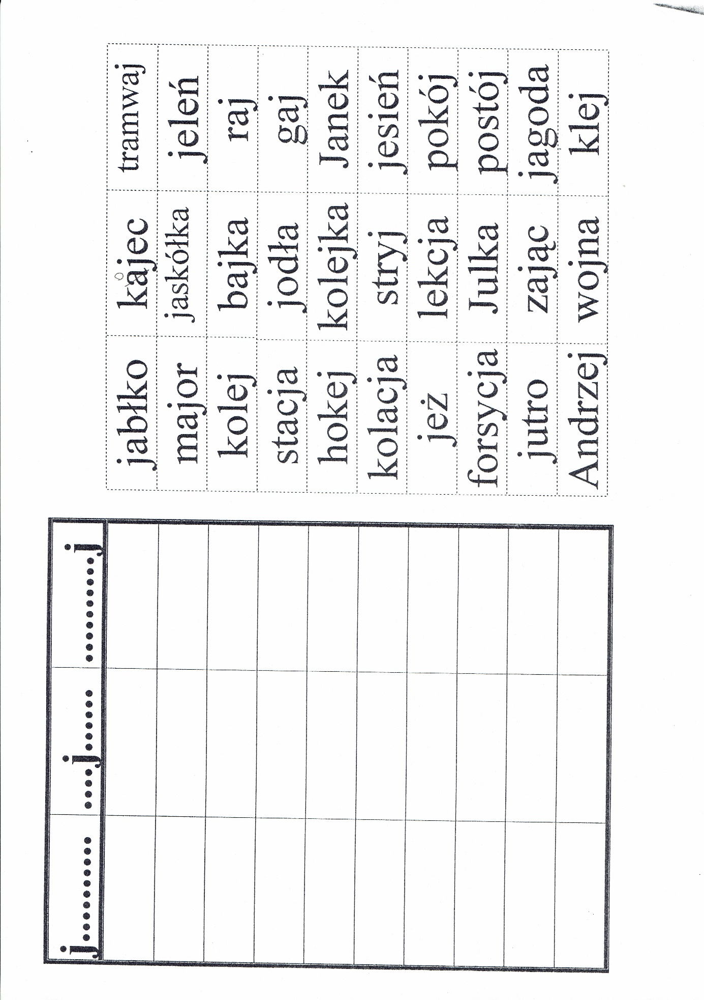 j.......... ....j...... ..........j
o
jabłko kajec tramwaj
major jaskółka jeleń
kolej bajka raj
stacja jodła gaj
hokej kolejka Janek
kolacja stryj jesień
jeż lekcja pokój
forsycja Julka postój
jutro zając jagoda
Andrzej wojna klej